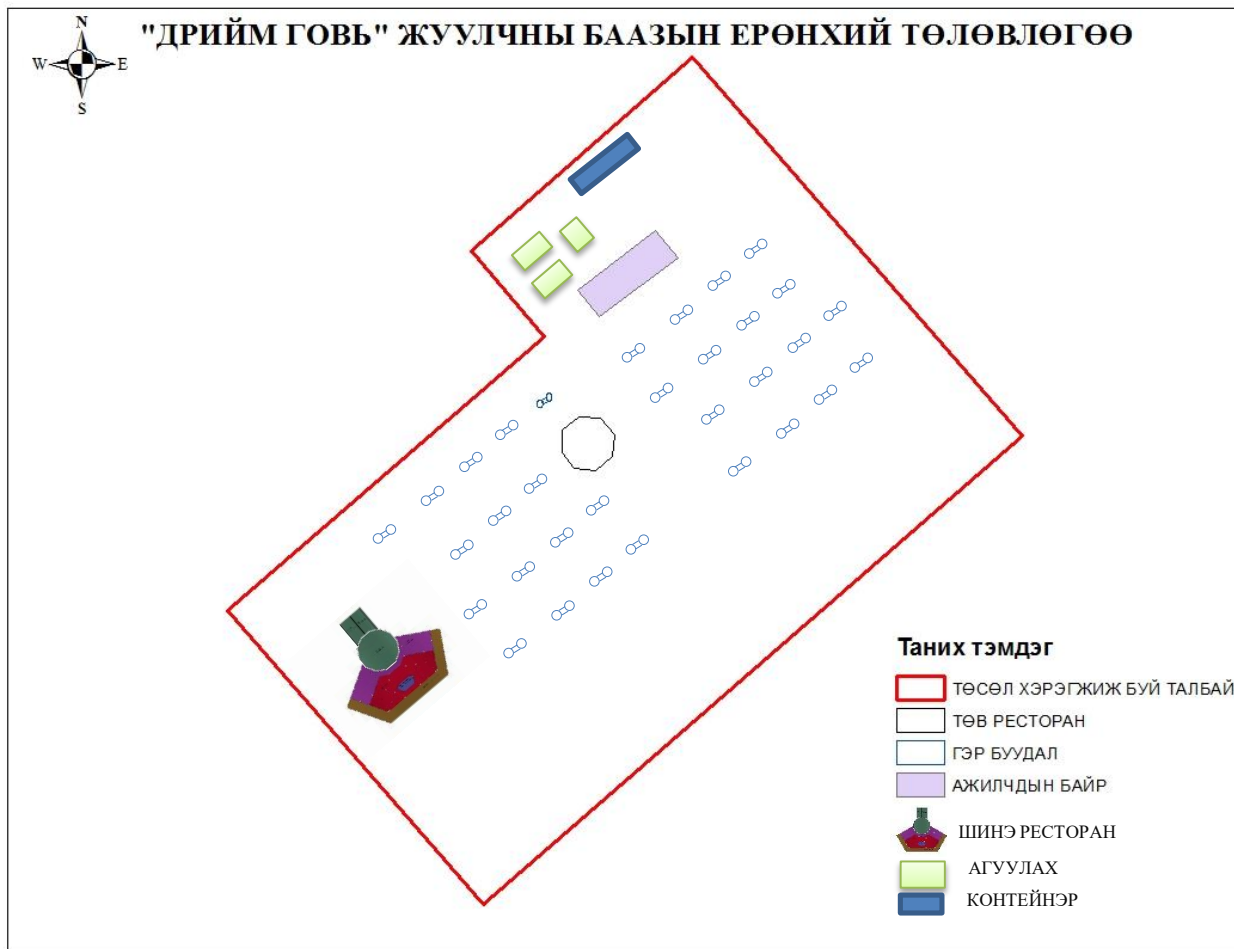 "ДРИЙМ ГОВЬ" ЖУУЛЧНЫ БААЗЫН ЕРӨНХИЙ ТӨЛӨВЛӨГӨӨ
N
W E
S
Таних тэмдэг
ТӨСӨЛ ХЭРЭГЖИЖ БУЙ ТАЛБАЙ
ТӨВ РЕСТОРАН
ГЭР БУУДАЛ
АЖИЛЧДЫН БАЙР
ШИНЭ РЕСТОРАН
АГУУЛАХ
КОНТЕЙНЭР